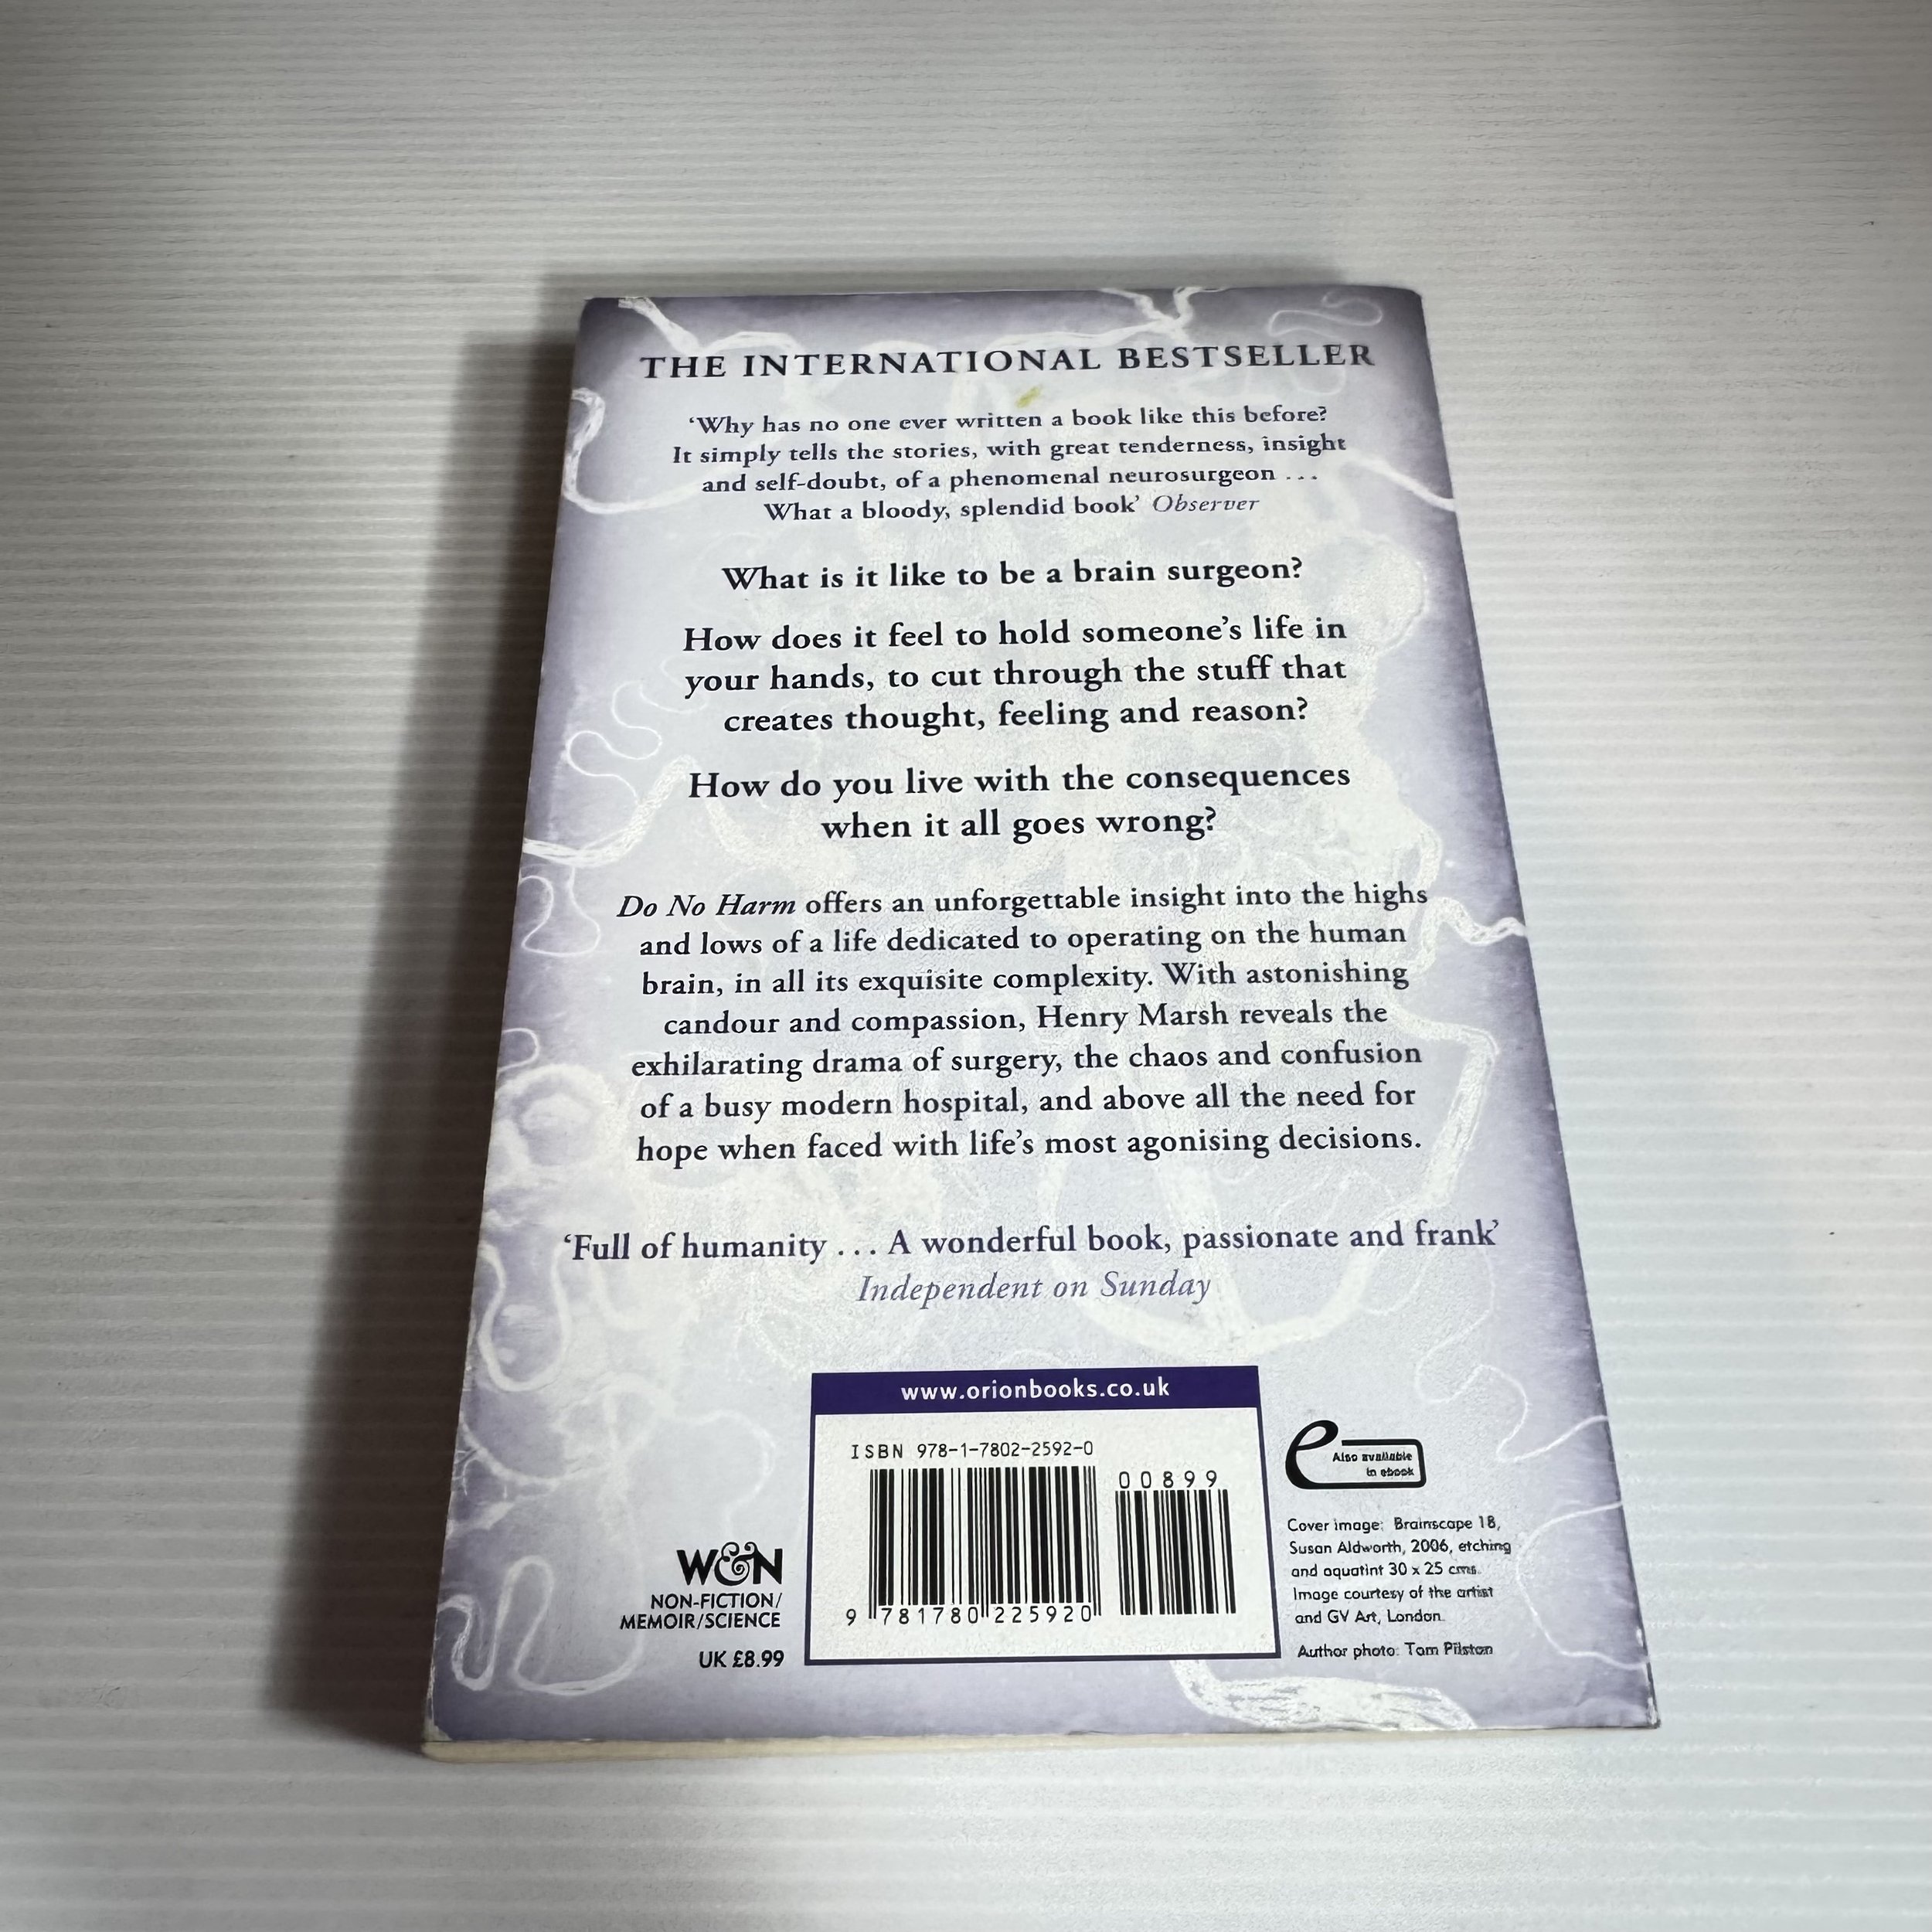 THE INTERNATIONAL BESTSELLER
‘Why has no one ever written a book like this before?
It simply tells the stories, with great tenderness, insight
and self-doubt, of a phenomenal neurosurgeon . . .
What a bloody, splendid book’ Observer
What is it like to be a brain surgeon?
How does it feel to hold someone’s life in
your hands, to cut through the stuff that
creates thought, feeling and reason?
How do you live with the consequences
when it all goes wrong?
Do No Harm offers an unforgettable insight into the highs
and lows of a life dedicated to operating on the human
brain, in all its exquisite complexity. With astonishing
candour and compassion, Henry Marsh reveals the
exhilarating drama of surgery, the chaos and confusion
of a busy modern hospital, and above all the need for
hope when faced with life’s most agonising decisions.
‘Full of humanity . . . A wonderful book, passionate and frank’
Independent on Sunday
W&N
NON-FICTION/
MEMOIR/SCIENCE
UK £8.99
www.orionbooks.co.uk
ISBN 978-1-7802-2592-0
00899
9 781780 225920
e
Also available
in ebook
Cover image: Brainscape 18,
Susan Aldworth, 2006, etching
and aquatint 30 x 25 cms.
Image courtesy of the artist
and GV Art, London.
Author photo: Tom Pilston